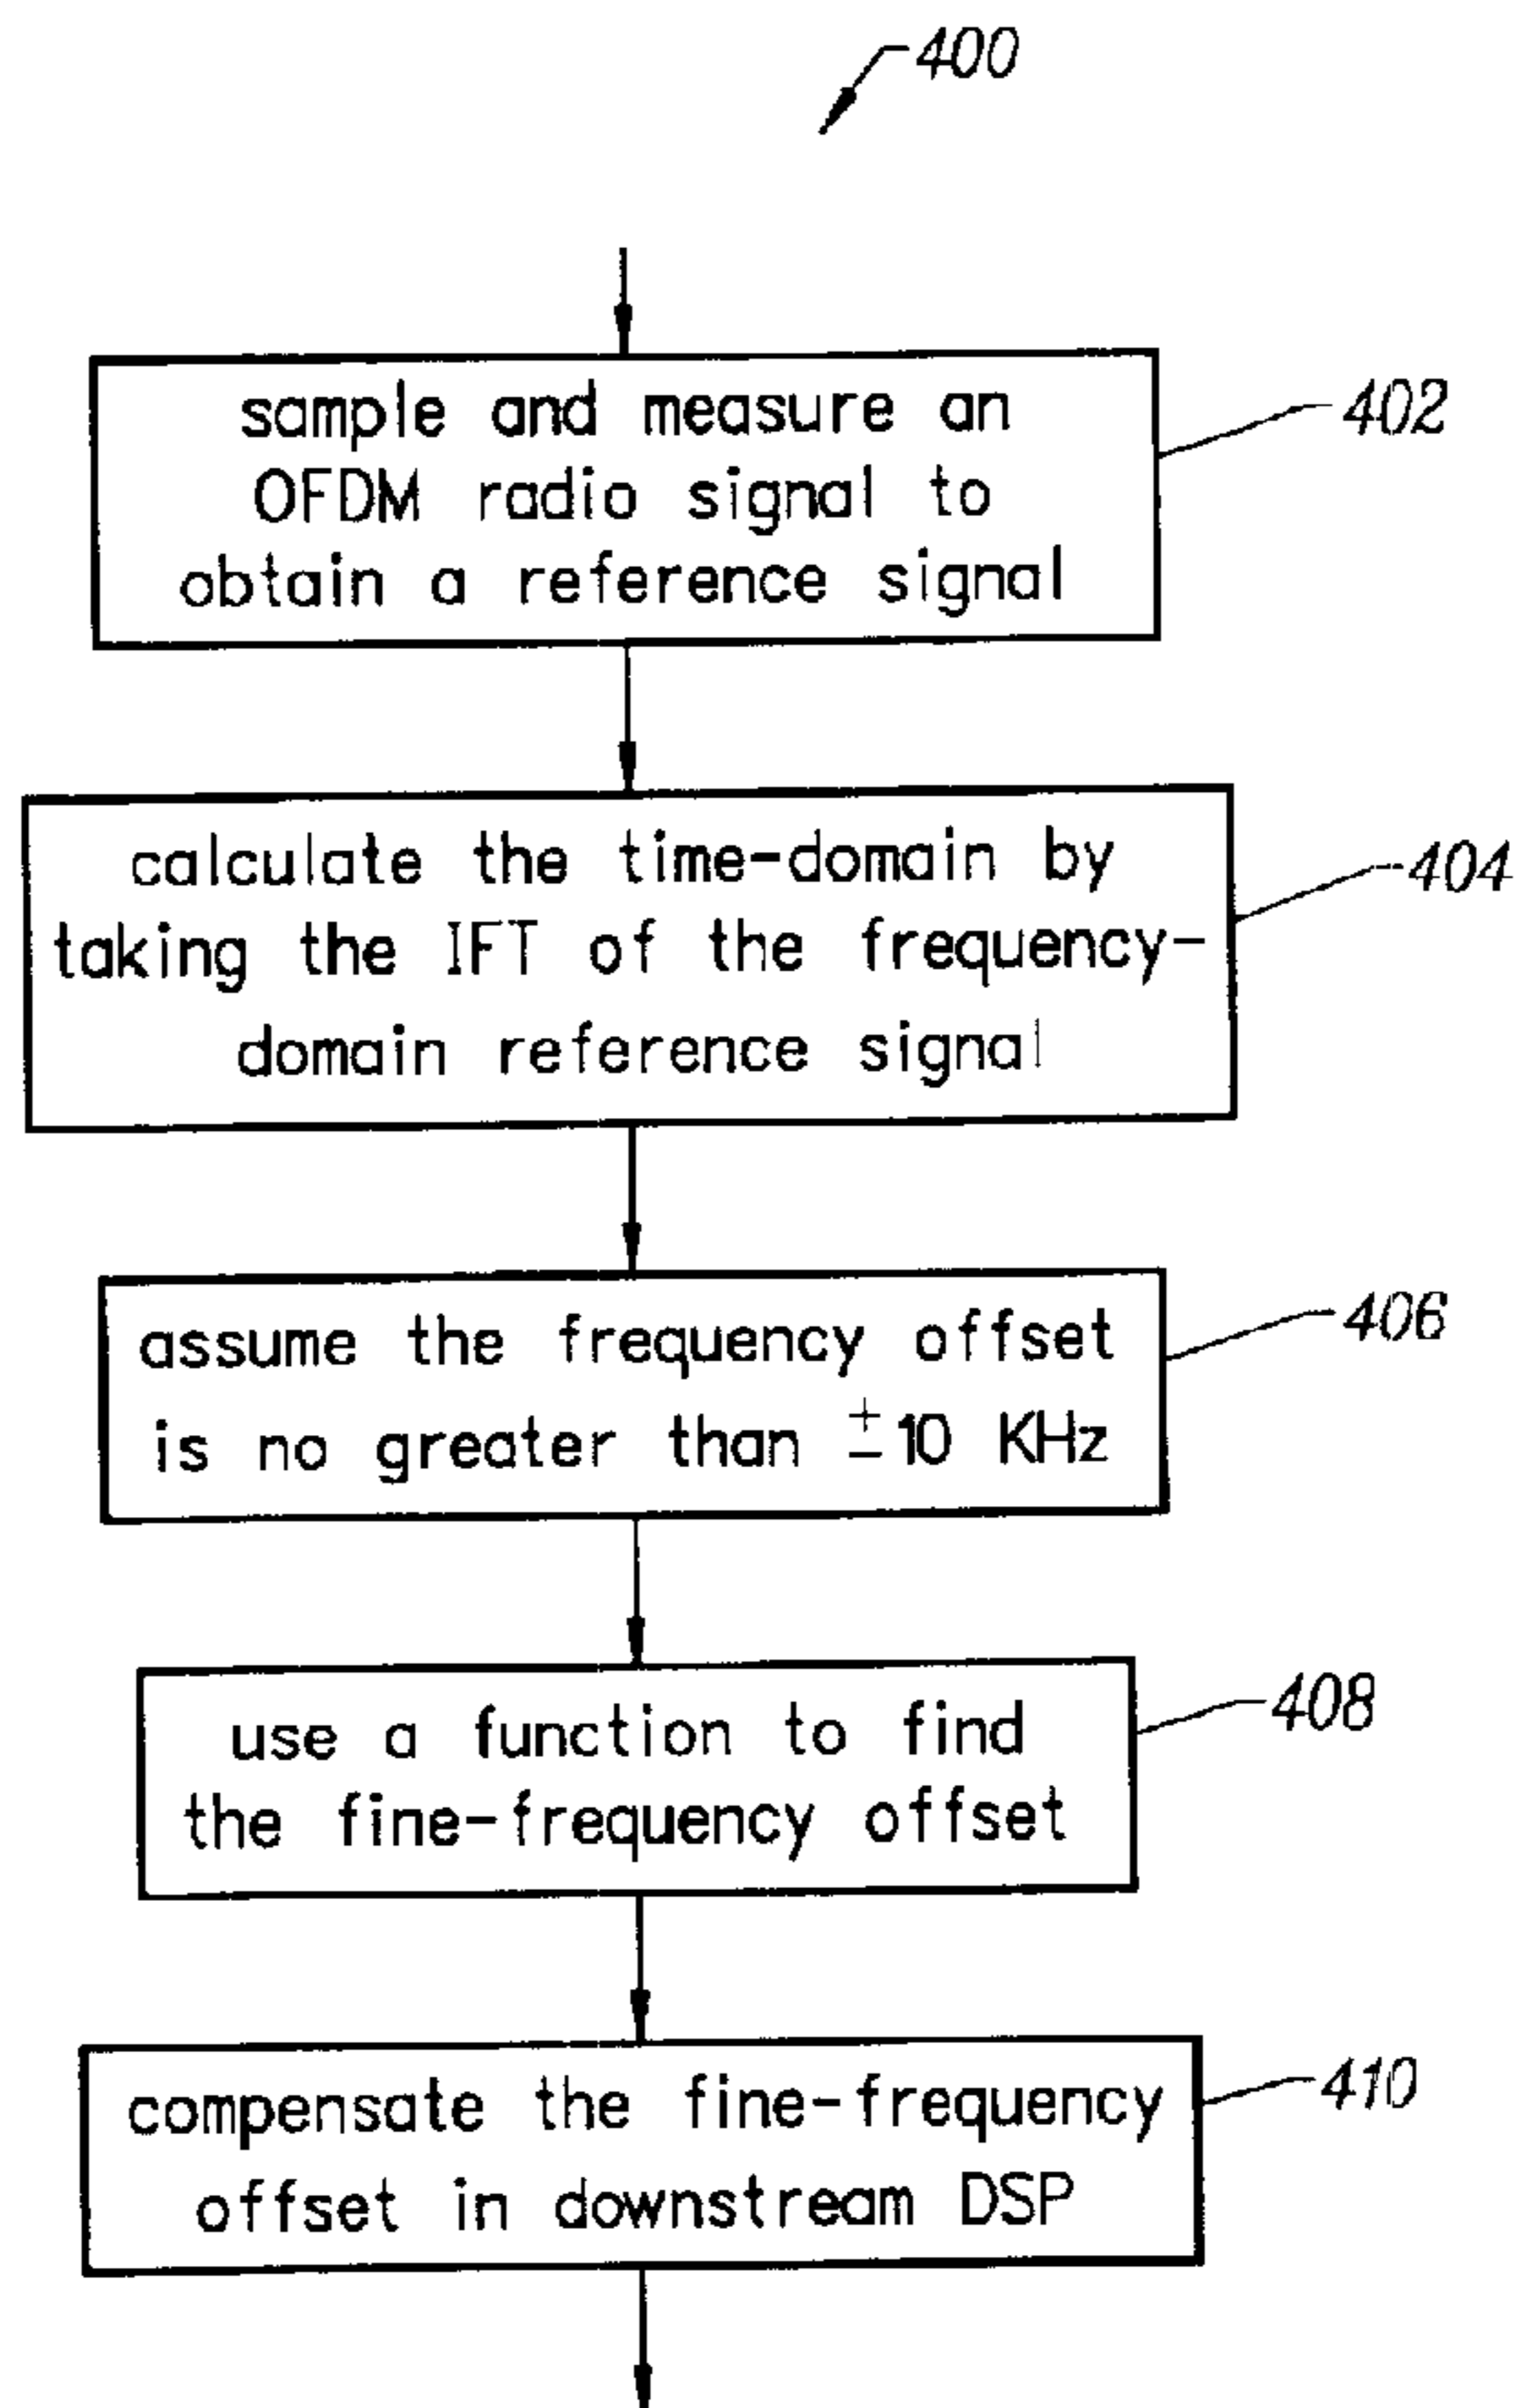 400
sample and measure an
OFDM radio signal to
obtain a reference signal
402
calculate the time-domain by
taking the IFT of the frequency-
domain reference signal
404
assume the frequency offset
is no greater than ±10 KHz
406
use a function to find
the fine-frequency offset
408
compensate the fine-frequency
offset in downstream DSP
410